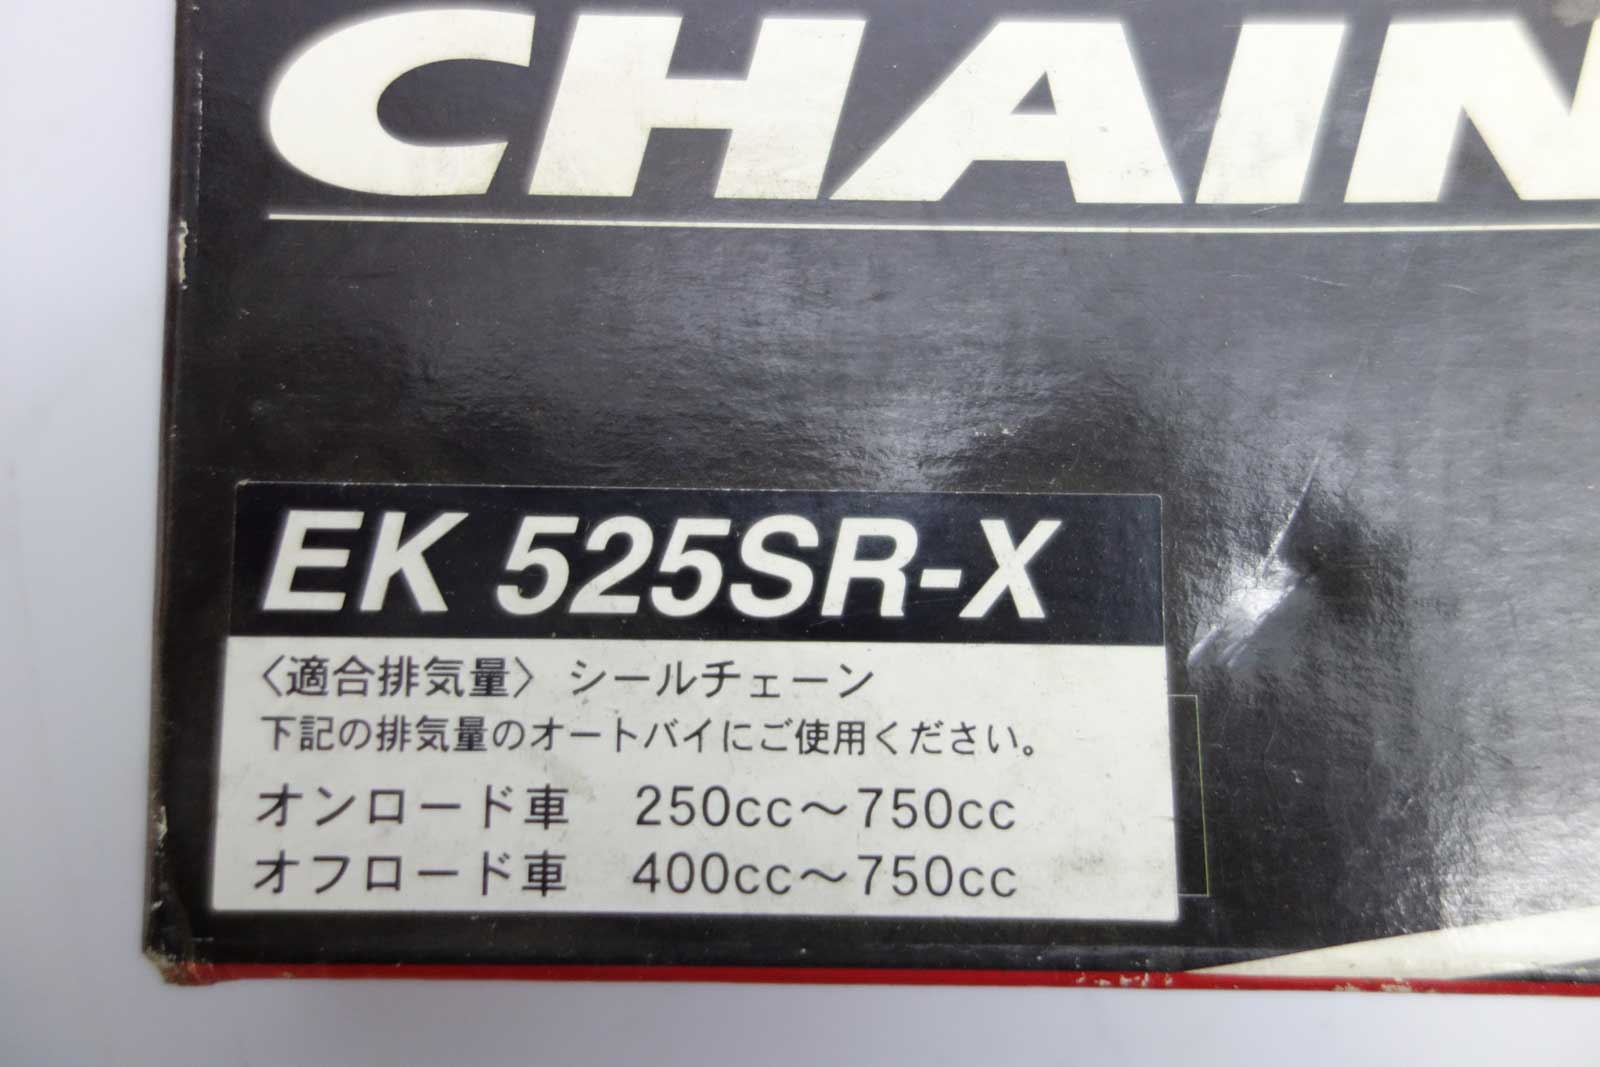 CHAIN
EK 525SR-X
〈適合排気量〉シールチェーン
下記の排気量のオートバイにご使用ください。
オンロード車　250cc〜750cc
オフロード車　400cc〜750cc